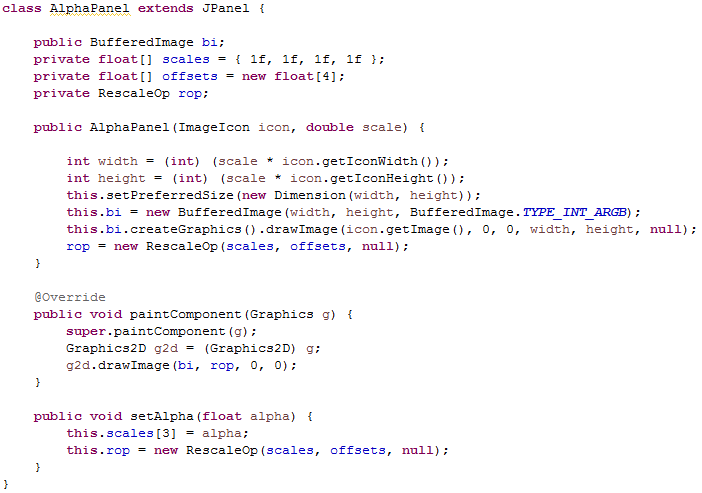 class AlphaPanel extends JPanel {
public BufferedImage bi;
private float[] scales = { 1f, 1f, 1f, 1f };
private float[] offsets = new float[4];
private RescaleOp rop;
public AlphaPanel(ImageIcon icon, double scale) {
int width = (int) (scale * icon.getIconWidth());
int height = (int) (scale * icon.getIconHeight());
this.setPreferredSize(new Dimension(width, height));
this.bi = new BufferedImage(width, height, BufferedImage.TYPE_INT_ARGB);
this.bi.createGraphics().drawImage(icon.getImage(), 0, 0, width, height, null);
rop = new RescaleOp(scales, offsets, null);
}
@Override
public void paintComponent(Graphics g) {
super.paintComponent(g);
Graphics2D g2d = (Graphics2D) g;
g2d.drawImage(bi, rop, 0, 0);
}
public void setAlpha(float alpha) {
this.scales[3] = alpha;
this.rop = new RescaleOp(scales, offsets, null);
}
}